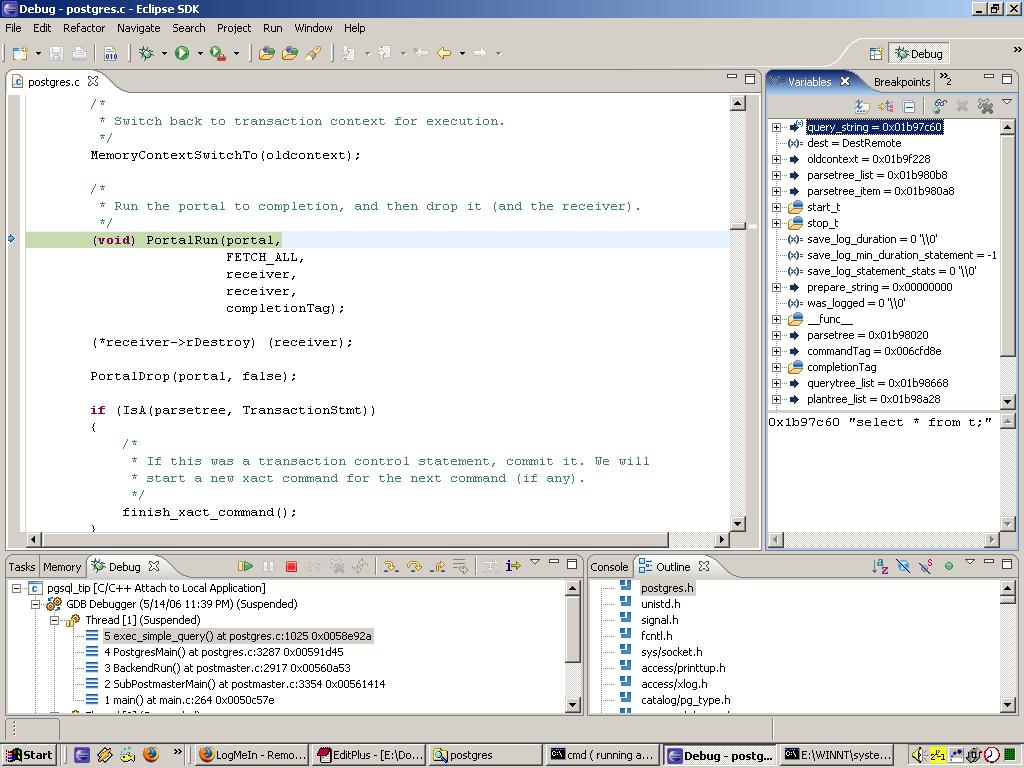 Debug - postgres.c - Eclipse SDK
File Edit Refactor Navigate Search Project Run Window Help
Debug
postgres.c
/*
* Switch back to transaction context for execution.
*/
MemoryContextSwitchTo(oldcontext);
/*
* Run the portal to completion, and then drop it (and the receiver).
*/
(void) PortalRun(portal,
FETCH_ALL,
receiver,
receiver,
completionTag);
(*receiver->rDestroy) (receiver);
PortalDrop(portal, false);
if (IsA(parsetree, TransactionStmt))
{
/*
* If this was a transaction control statement, commit it. We will
* start a new xact command for the next command (if any).
*/
finish_xact_command();
}
Variables Breakpoints »2
query_string = 0x01b97c60
dest = DestRemote
oldcontext = 0x01b9f228
parsetree_list = 0x01b980b8
parsetree_item = 0x01b980a8
start_t
stop_t
save_log_duration = 0 '\\0'
save_log_min_duration_statement = -1
save_log_statement_stats = 0 '\\0'
prepare_string = 0x00000000
was_logged = 0 '\\0'
__func__
parsetree = 0x01b98020
commandTag = 0x006cfd8e
completionTag
querytree_list = 0x01b98668
plantree_list = 0x01b98a28
0x1b97c60 "select * from t;"
Tasks Memory Debug
pgsql_tip [C/C++ Attach to Local Application]
GDB Debugger (5/14/06 11:39 PM) (Suspended)
Thread [1] (Suspended)
5 exec_simple_query() at postgres.c:1025 0x0058e92a
4 PostgresMain() at postgres.c:3287 0x00591d45
3 BackendRun() at postmaster.c:2917 0x00560a53
2 SubPostmasterMain() at postmaster.c:3354 0x00561414
1 main() at main.c:264 0x0050c57e
Console Outline
postgres.h
unistd.h
signal.h
fcntl.h
sys/socket.h
access/printtup.h
access/xlog.h
catalog/pg_type.h
Start » LogMeIn - Remo... EditPlus - [E:\Do... postgres cmd ( running a... Debug - postg... E:\WINNT\syste...